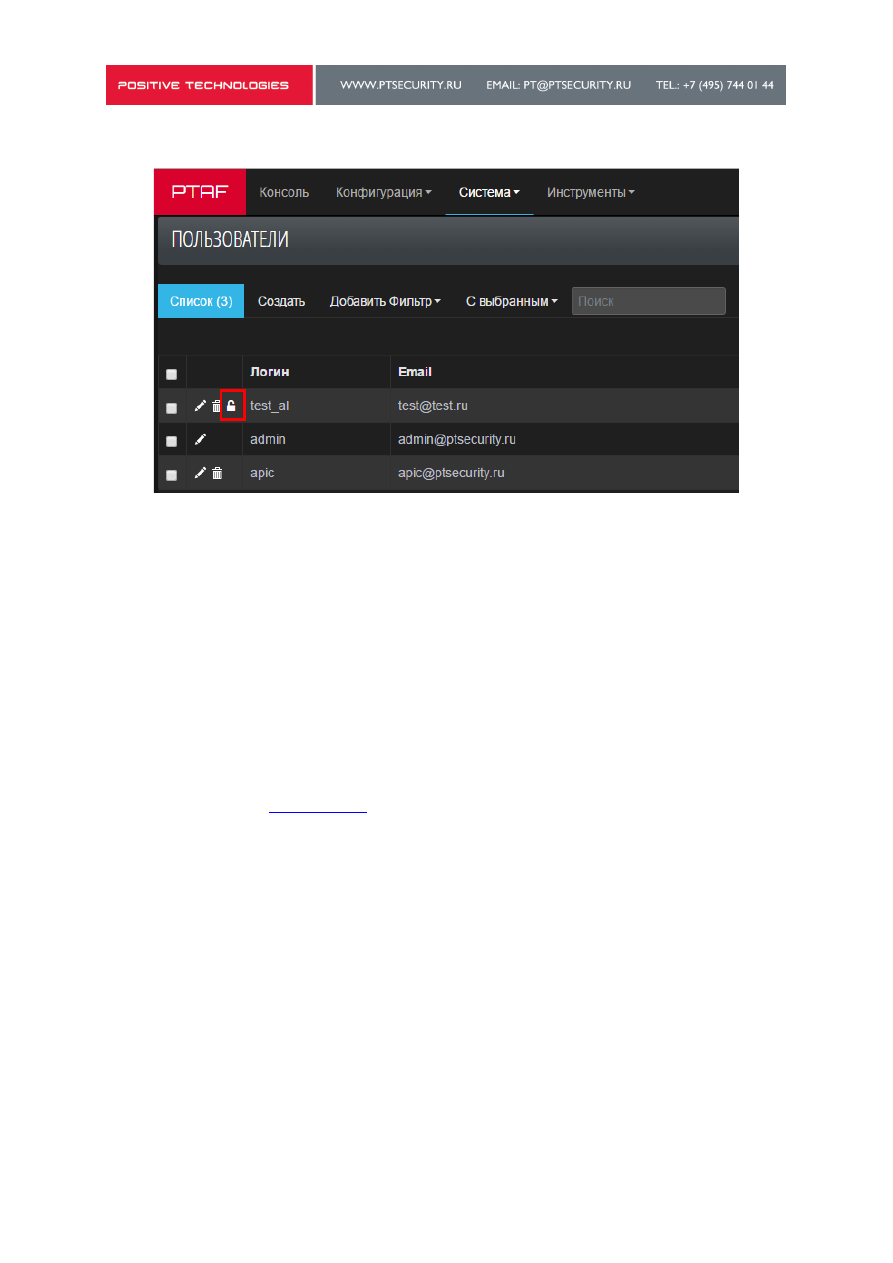 POSITIVE TECHNOLOGIES WWW.PTSECURITY.RU EMAIL: PT@PTSECURITY.RU TEL.: +7 (495) 744 01 44
PTAF Консоль Конфигурация Система Инструменты
ПОЛЬЗОВАТЕЛИ
Список (3) Создать Добавить Фильтр С выбранным Поиск
Логин Email
test_al test@test.ru
admin admin@ptsecurity.ru
apic apic@ptsecurity.ru